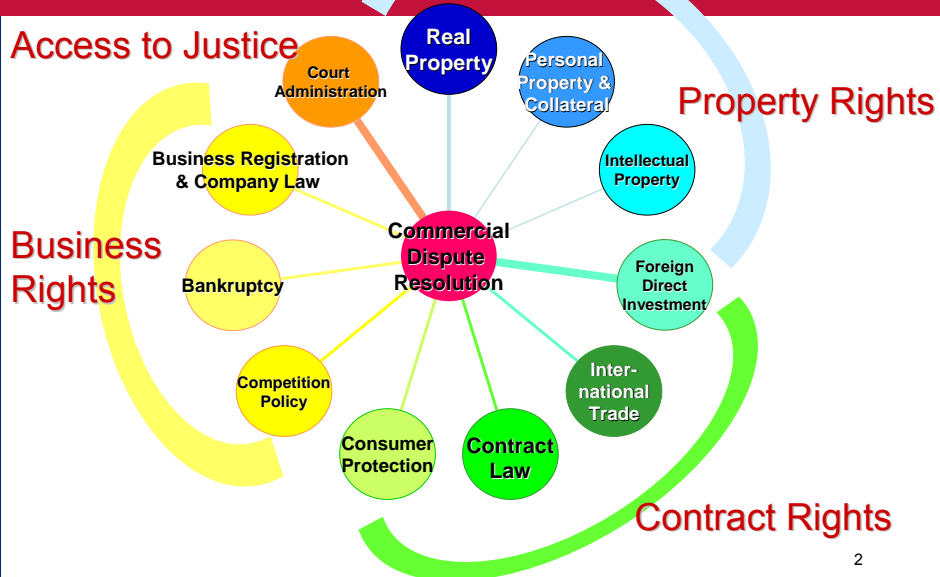 Access to Justice
Real
Property
Court
Administration
Personal
Property &
Collateral
Property Rights
Business Registration
& Company Law
Intellectual
Property
Commercial
Dispute
Resolution
Business
Rights
Bankruptcy
Foreign
Direct
Investment
Competition
Policy
Inter-
national
Trade
Consumer
Protection
Contract
Law
Contract Rights
2